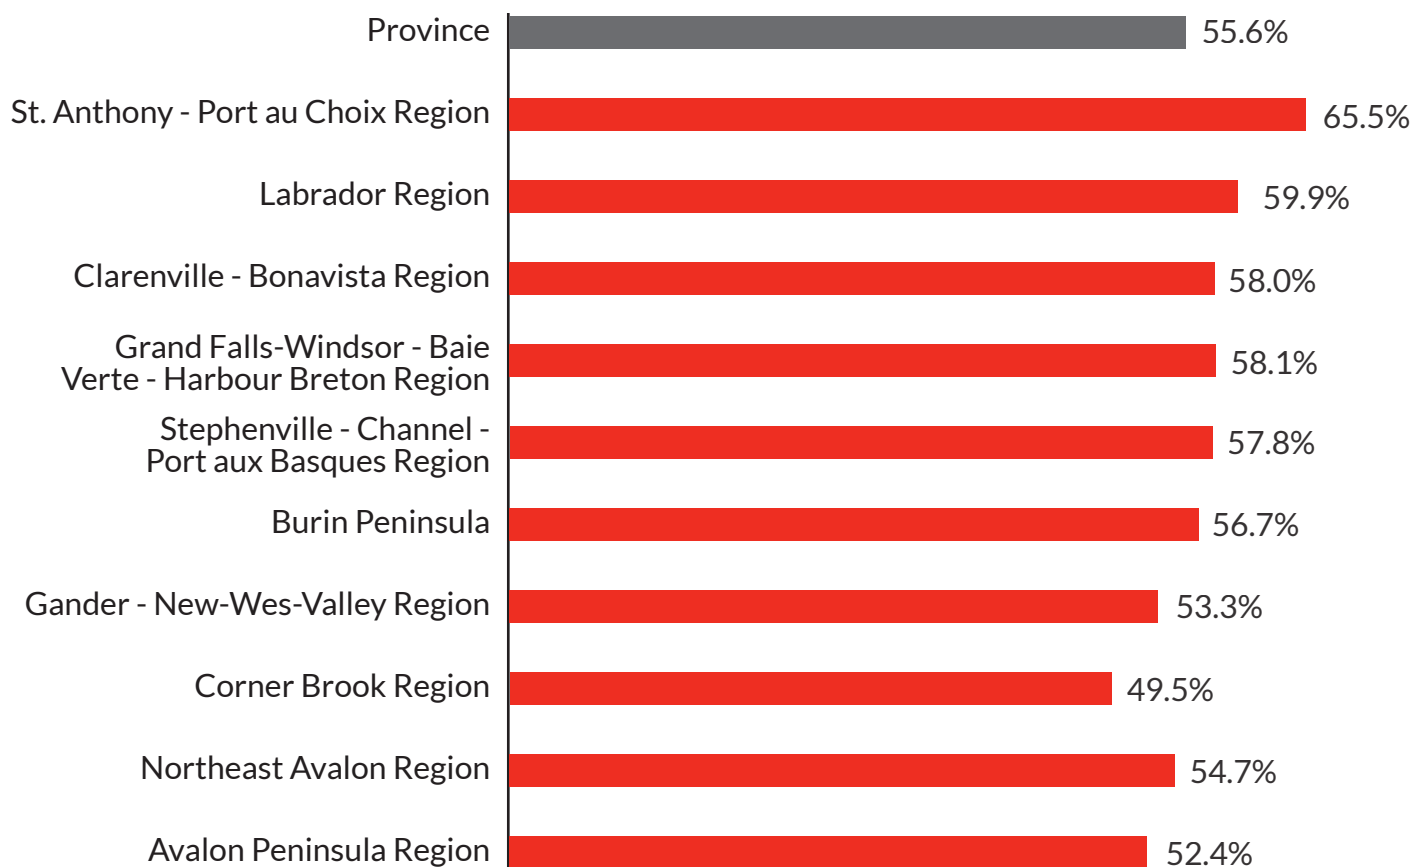 Province 55.6%
St. Anthony - Port au Choix Region 65.5%
Labrador Region 59.9%
Clarenville - Bonavista Region 58.0%
Grand Falls-Windsor - Baie
Verte - Harbour Breton Region 58.1%
Stephenville - Channel -
Port aux Basques Region 57.8%
Burin Peninsula 56.7%
Gander - New-Wes-Valley Region 53.3%
Corner Brook Region 49.5%
Northeast Avalon Region 54.7%
Avalon Peninsula Region 52.4%